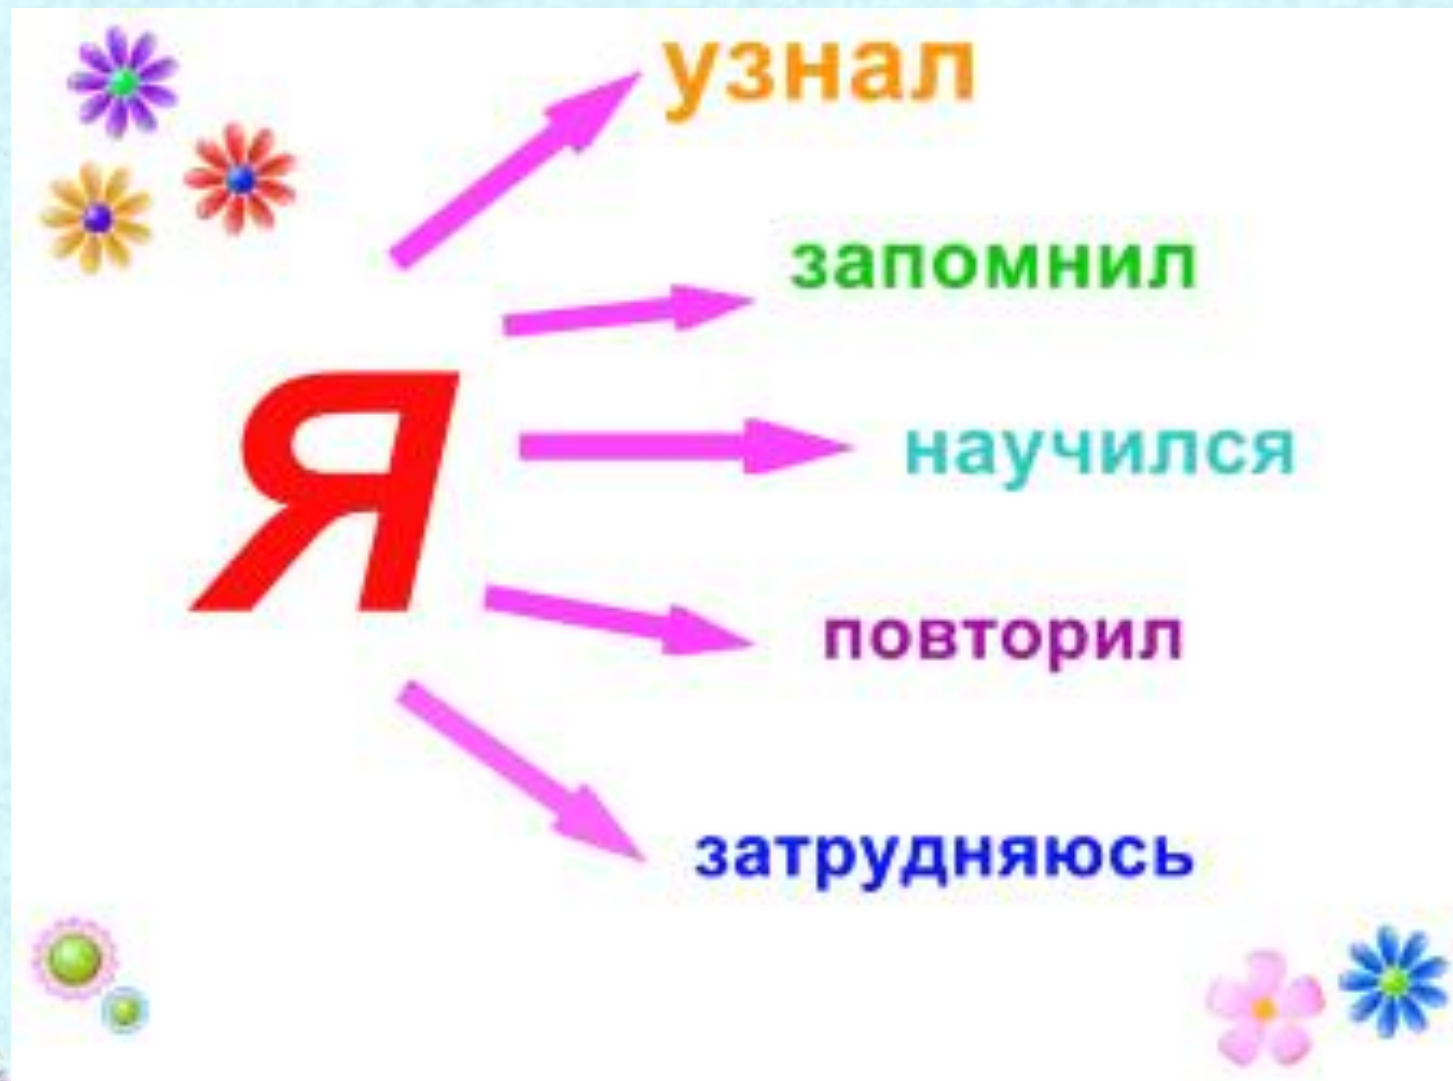 узнал
запомнил
Я
научился
повторил
затрудняюсь